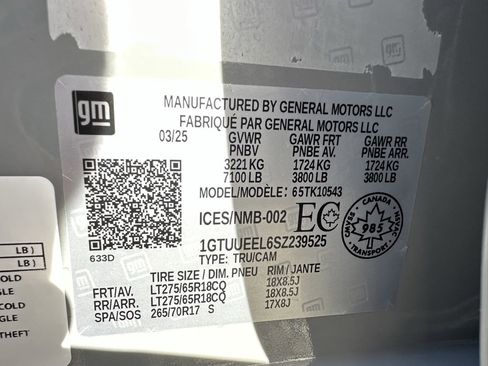 gm
MANUFACTURED BY GENERAL MOTORS LLC
FABRIQUÉ PAR GENERAL MOTORS LLC
03/25 GVWR GAWR FRT GAWR RR
PNBV PNBE AV. PNBE ARR.
3221 KG 1724 KG 1724 KG
7100 LB 3800 LB 3800 LB
MODEL/MODÈLE: 65TK10543
ICES/NMB-002 EC CANADA 985 NSVAC
1GTUUEEL6SZ239525
633D
TYPE: TRU/CAM
TIRE SIZE / DIM. PNEU RIM / JANTE
FRT/AV. LT275/65R18CQ 18X8.5J
RR/ARR. LT275/65R18CQ 18X8.5J
SPA/SOS 265/70R17 S 17X8J
LB)
LB)
COLD
GLE
COLD
GLE
THEFT